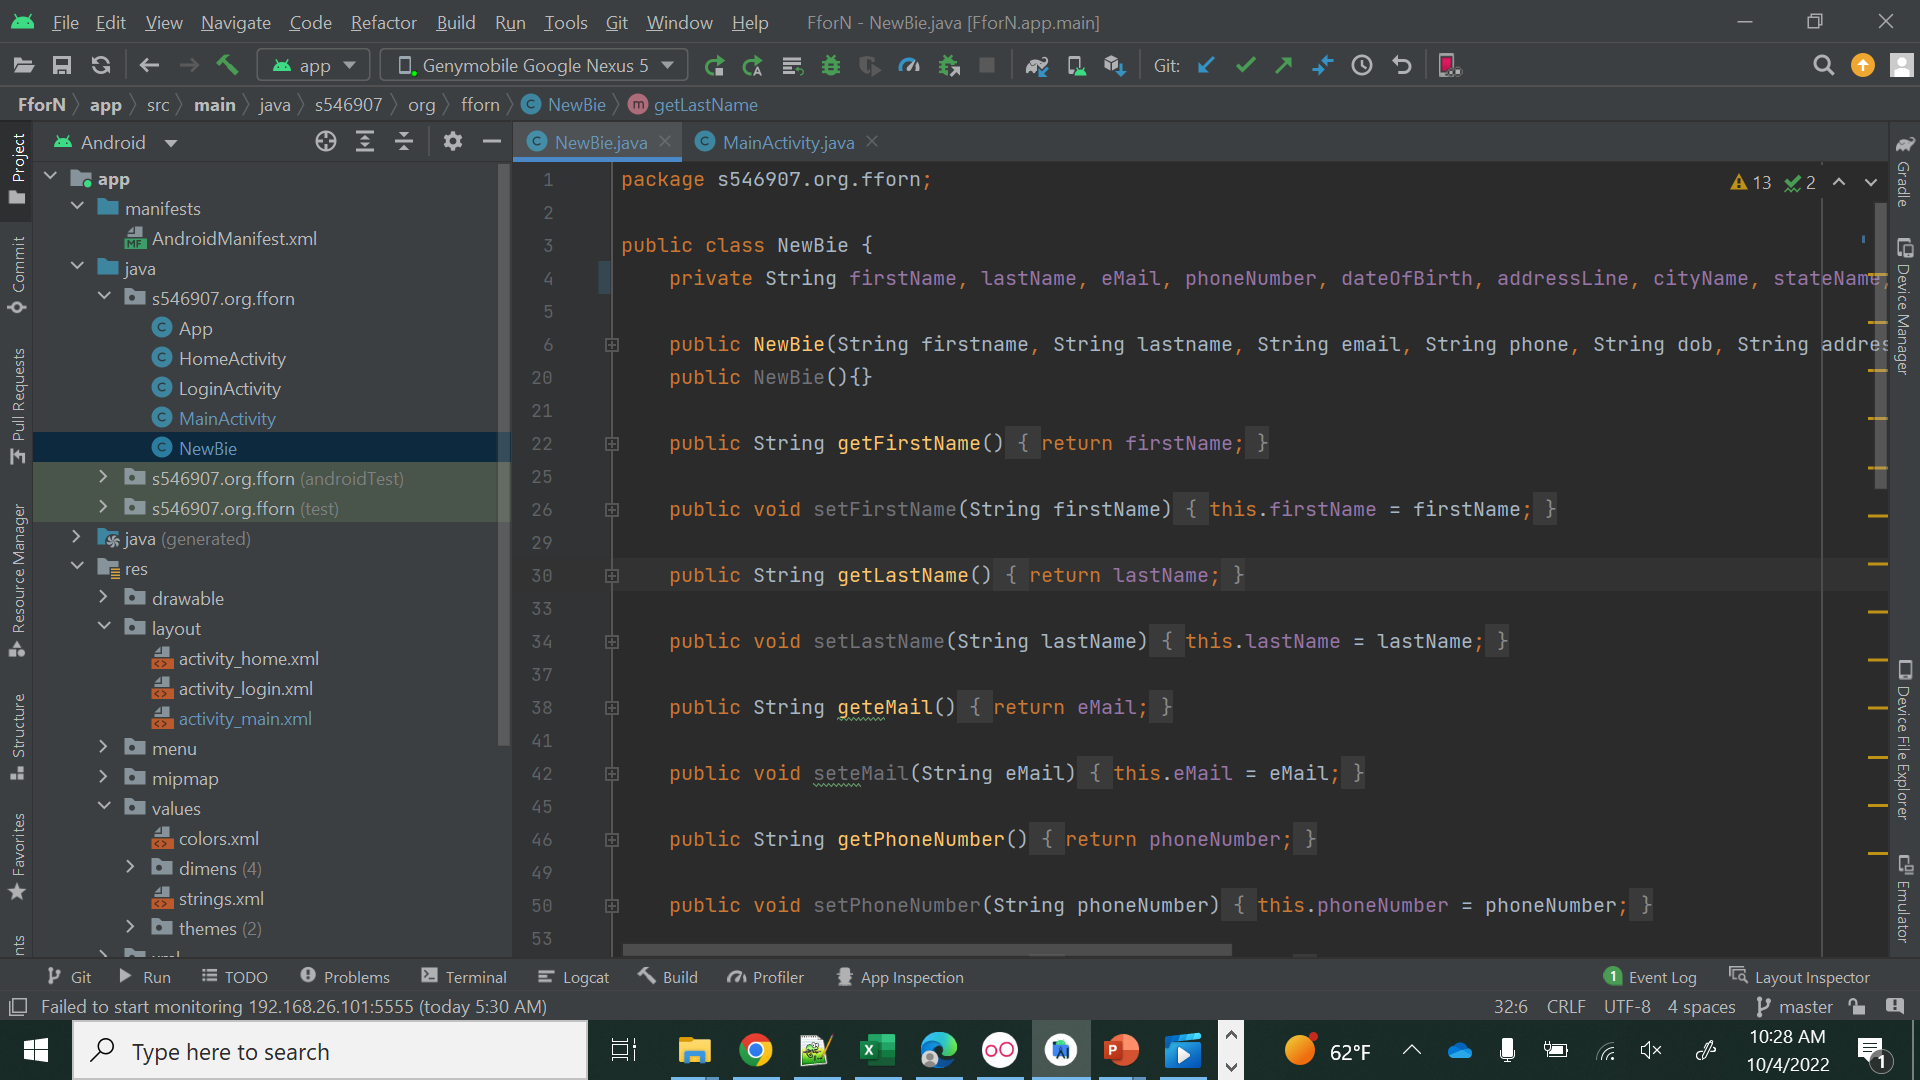 File Edit View Navigate Code Refactor Build Run Tools Git Window Help FforN - NewBie.java [FforN.app.main]
app Genymobile Google Nexus 5 Git:
FforN app src main java s546907 org fforn NewBie getLastName
Android
NewBie.java MainActivity.java
Project
Commit
Pull Requests
Resource Manager
Structure
Favorites
app
manifests
AndroidManifest.xml
java
s546907.org.fforn
App
HomeActivity
LoginActivity
MainActivity
NewBie
s546907.org.fforn (androidTest)
s546907.org.fforn (test)
java (generated)
res
drawable
layout
activity_home.xml
activity_login.xml
activity_main.xml
menu
mipmap
values
colors.xml
dimens (4)
strings.xml
themes (2)
13 2
1 package s546907.org.fforn;
2
3 public class NewBie {
4 private String firstName, lastName, eMail, phoneNumber, dateOfBirth, addressLine, cityName, stateName,
5
6 public NewBie(String firstname, String lastname, String email, String phone, String dob, String addres
20 public NewBie(){}
21
22 public String getFirstName() { return firstName; }
25
26 public void setFirstName(String firstName) { this.firstName = firstName; }
29
30 public String getLastName() { return lastName; }
33
34 public void setLastName(String lastName) { this.lastName = lastName; }
37
38 public String geteMail() { return eMail; }
41
42 public void seteMail(String eMail) { this.eMail = eMail; }
45
46 public String getPhoneNumber() { return phoneNumber; }
49
50 public void setPhoneNumber(String phoneNumber) { this.phoneNumber = phoneNumber; }
53
Gradle
Device Manager
Device File Explorer
Emulator
Git Run TODO Problems Terminal Logcat Build Profiler App Inspection 1 Event Log Layout Inspector
Failed to start monitoring 192.168.26.101:5555 (today 5:30 AM) 32:6 CRLF UTF-8 4 spaces master
Type here to search 62°F 10:28 AM
10/4/2022 1